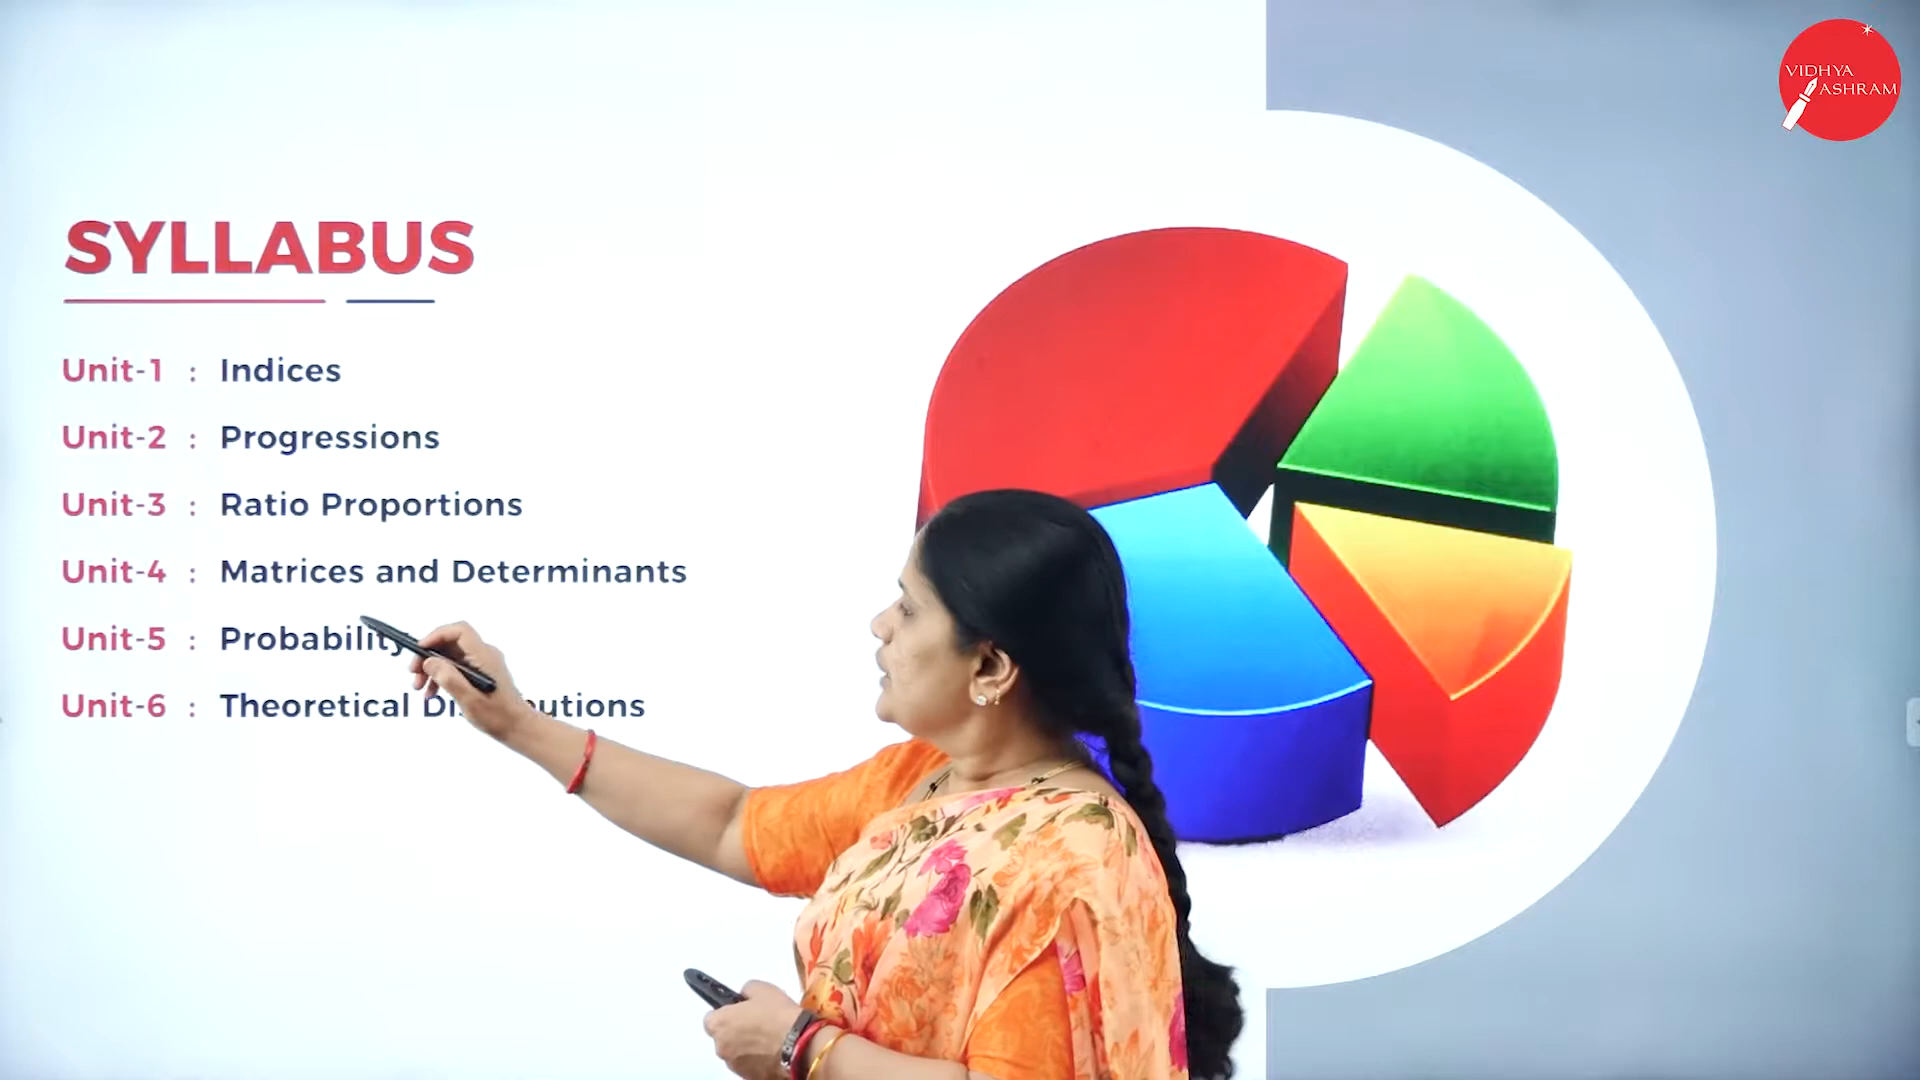 VIDHYA
ASHRAM
SYLLABUS
Unit-1 : Indices
Unit-2 : Progressions
Unit-3 : Ratio Proportions
Unit-4 : Matrices and Determinants
Unit-5 : Probability
Unit-6 : Theoretical